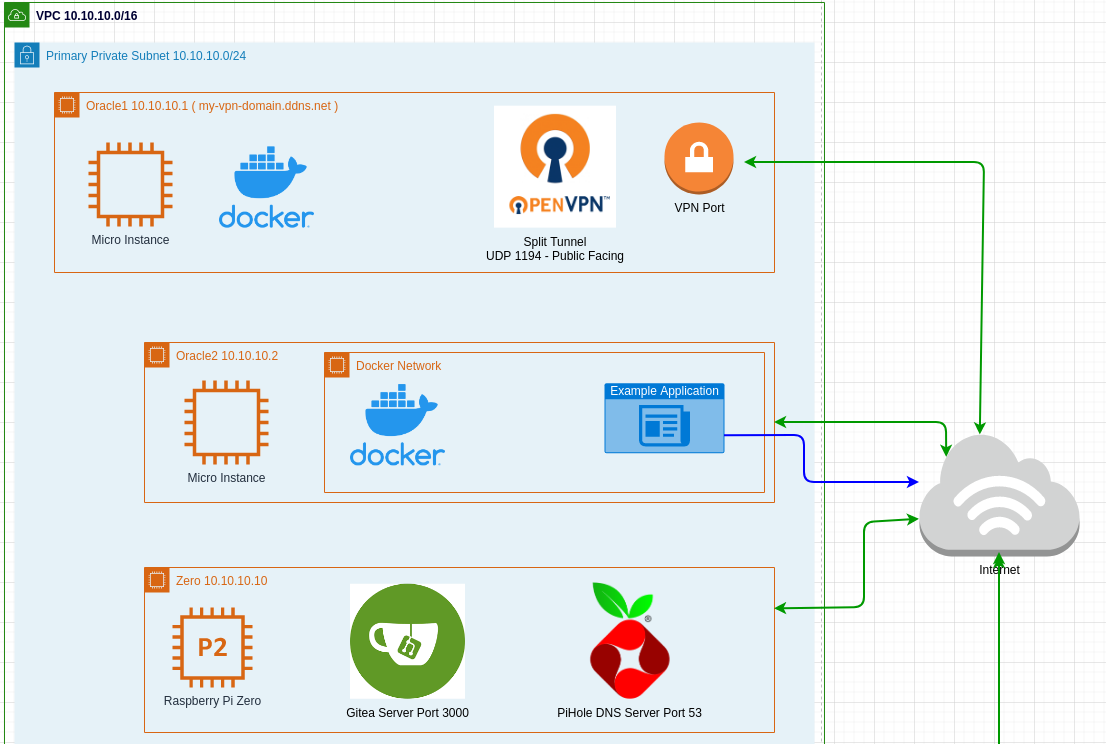 VPC 10.10.10.0/16
Primary Private Subnet 10.10.10.0/24
Oracle1 10.10.10.1 ( my-vpn-domain.ddns.net )
Micro Instance
docker
OPENVPN™
Split Tunnel
UDP 1194 - Public Facing
VPN Port
Oracle2 10.10.10.2
Micro Instance
Docker Network
docker
Example Application
Internet
Zero 10.10.10.10
P2
Raspberry Pi Zero
Gitea Server Port 3000
®
PiHole DNS Server Port 53